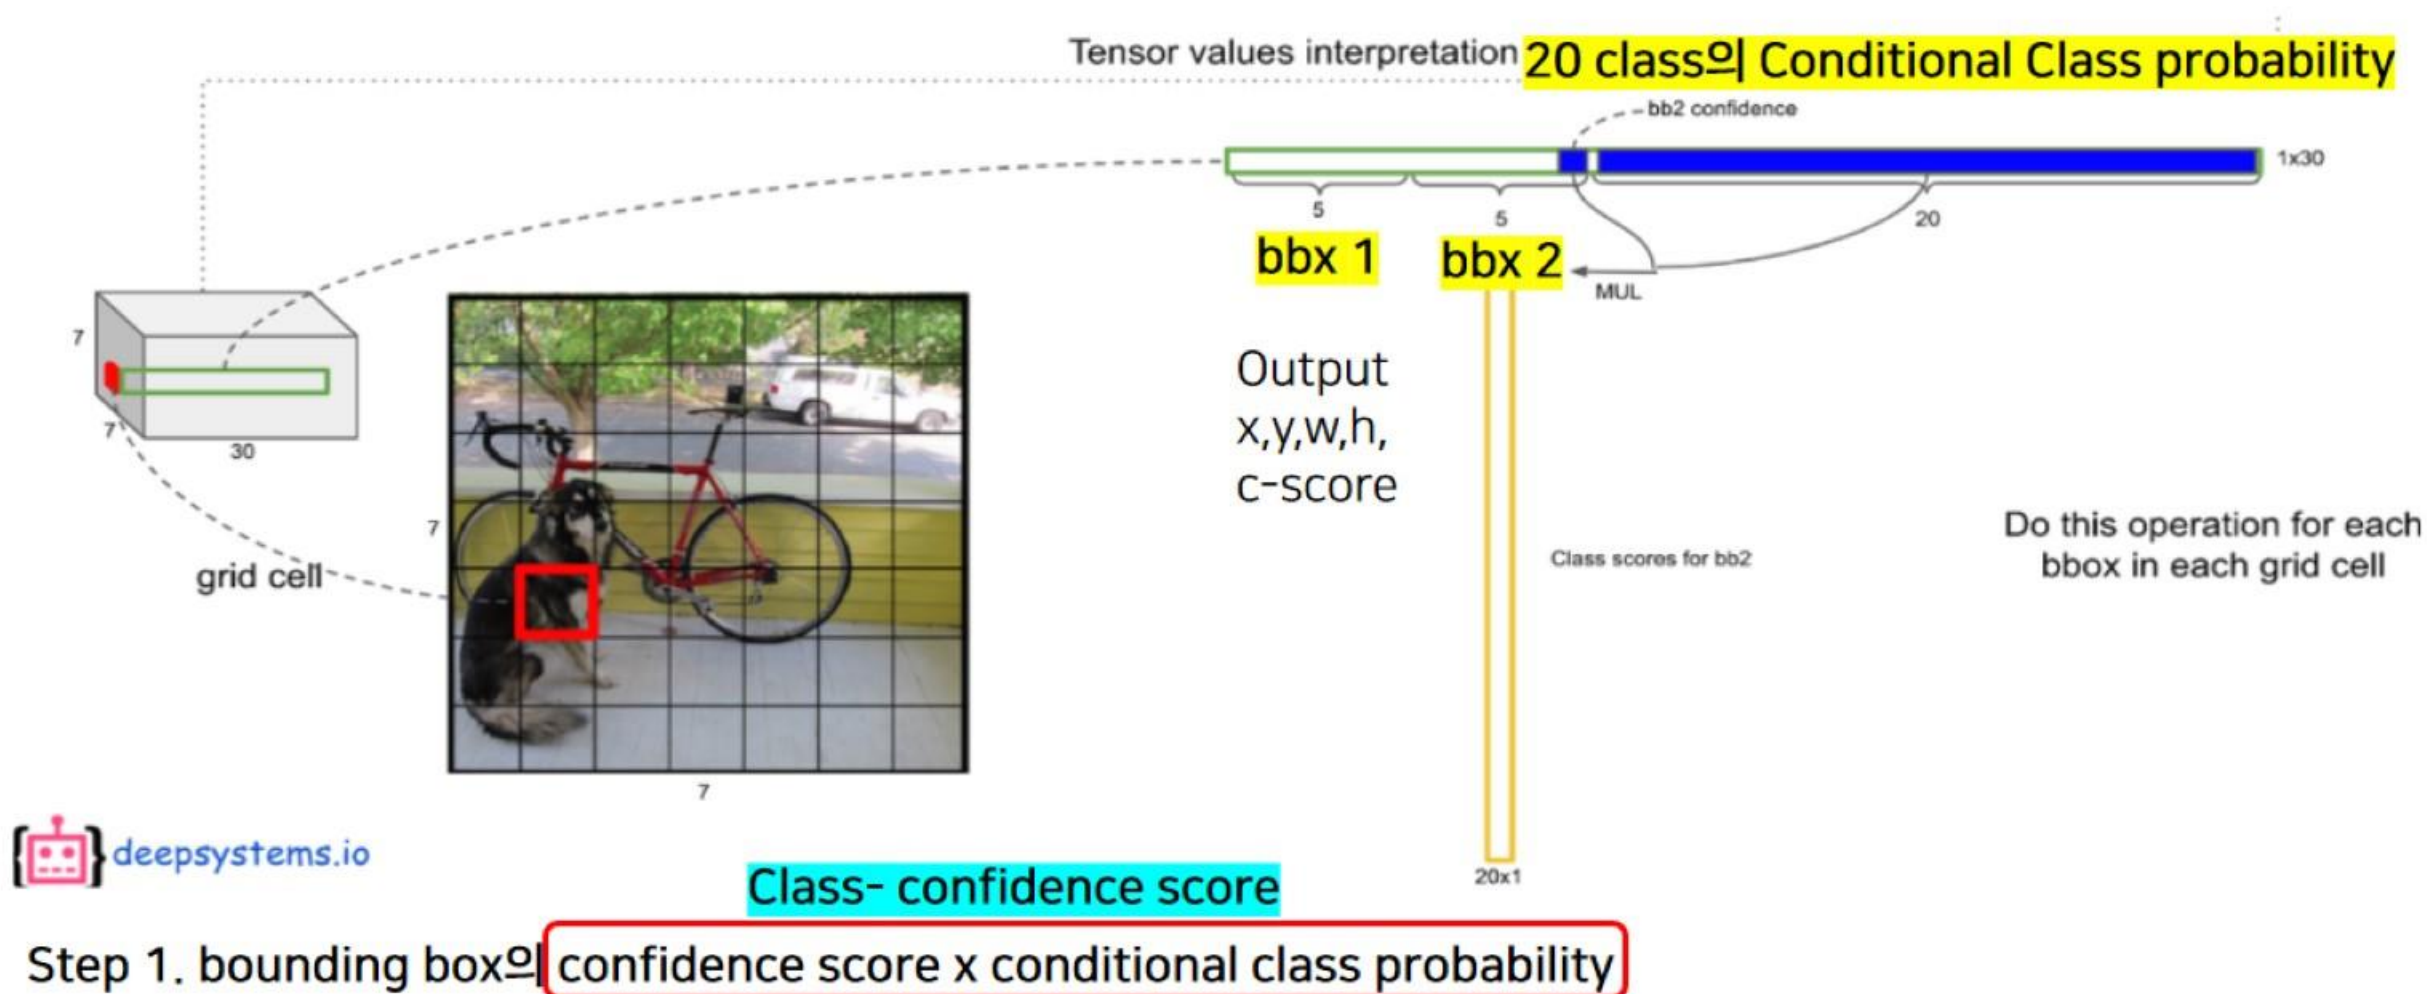 Tensor values interpretation 20 class의 Conditional Class probability
bb2 confidence
1x30
5
5
20
bbx 1
bbx 2
MUL
7
7
30
Output
x,y,w,h,
c-score
7
grid cell
Class scores for bb2
Do this operation for each
bbox in each grid cell
7
deepsystems.io
20x1
Class- confidence score
Step 1. bounding box의 confidence score x conditional class probability